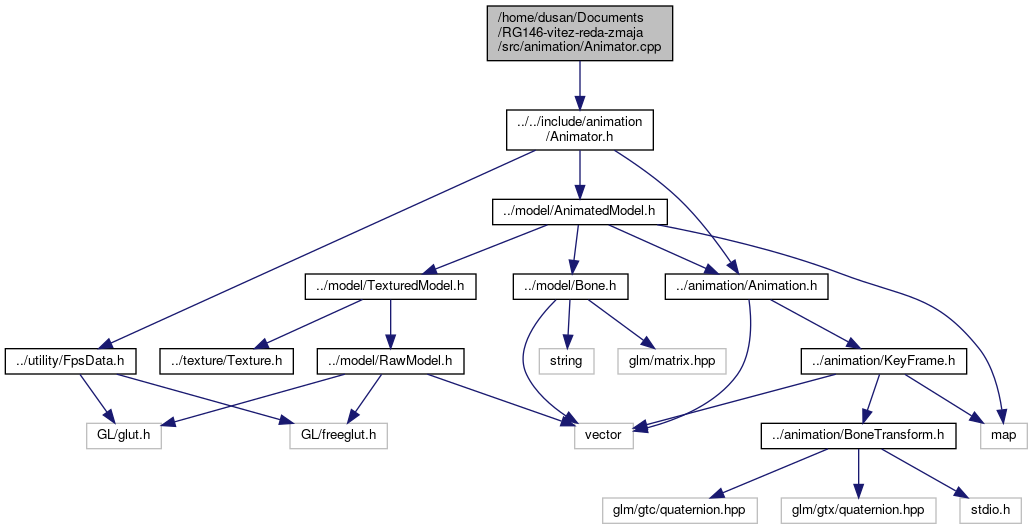 /home/dusan/Documents
/RG146-vitez-reda-zmaja
/src/animation/Animator.cpp
../../include/animation
/Animator.h
../model/AnimatedModel.h
../model/TexturedModel.h
../model/Bone.h
../animation/Animation.h
../utility/FpsData.h
../texture/Texture.h
../model/RawModel.h
string
glm/matrix.hpp
../animation/KeyFrame.h
GL/glut.h
GL/freeglut.h
vector
../animation/BoneTransform.h
map
glm/gtc/quaternion.hpp
glm/gtx/quaternion.hpp
stdio.h